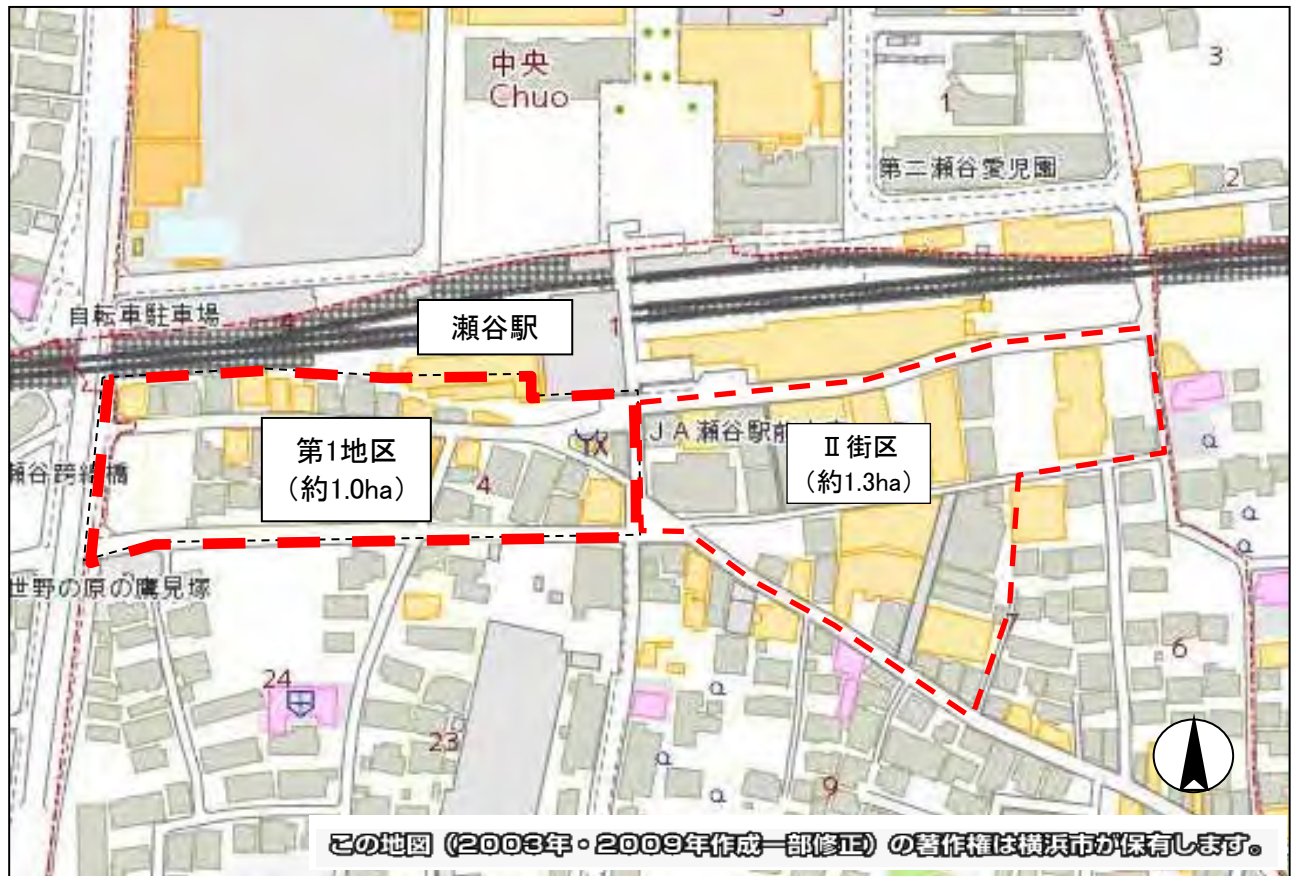 中央
Chuo
3
1
第二瀬谷愛児園
2
自転車駐車場
瀬谷駅
1
第1地区
(約1.0ha)
4
JA瀬谷駅前
Ⅱ街区
(約1.3ha)
瀬谷跨線橋
世野の原の鷹見塚
24
23
6
9
この地図(2003年・2009年作成一部修正)の著作権は横浜市が保有します。